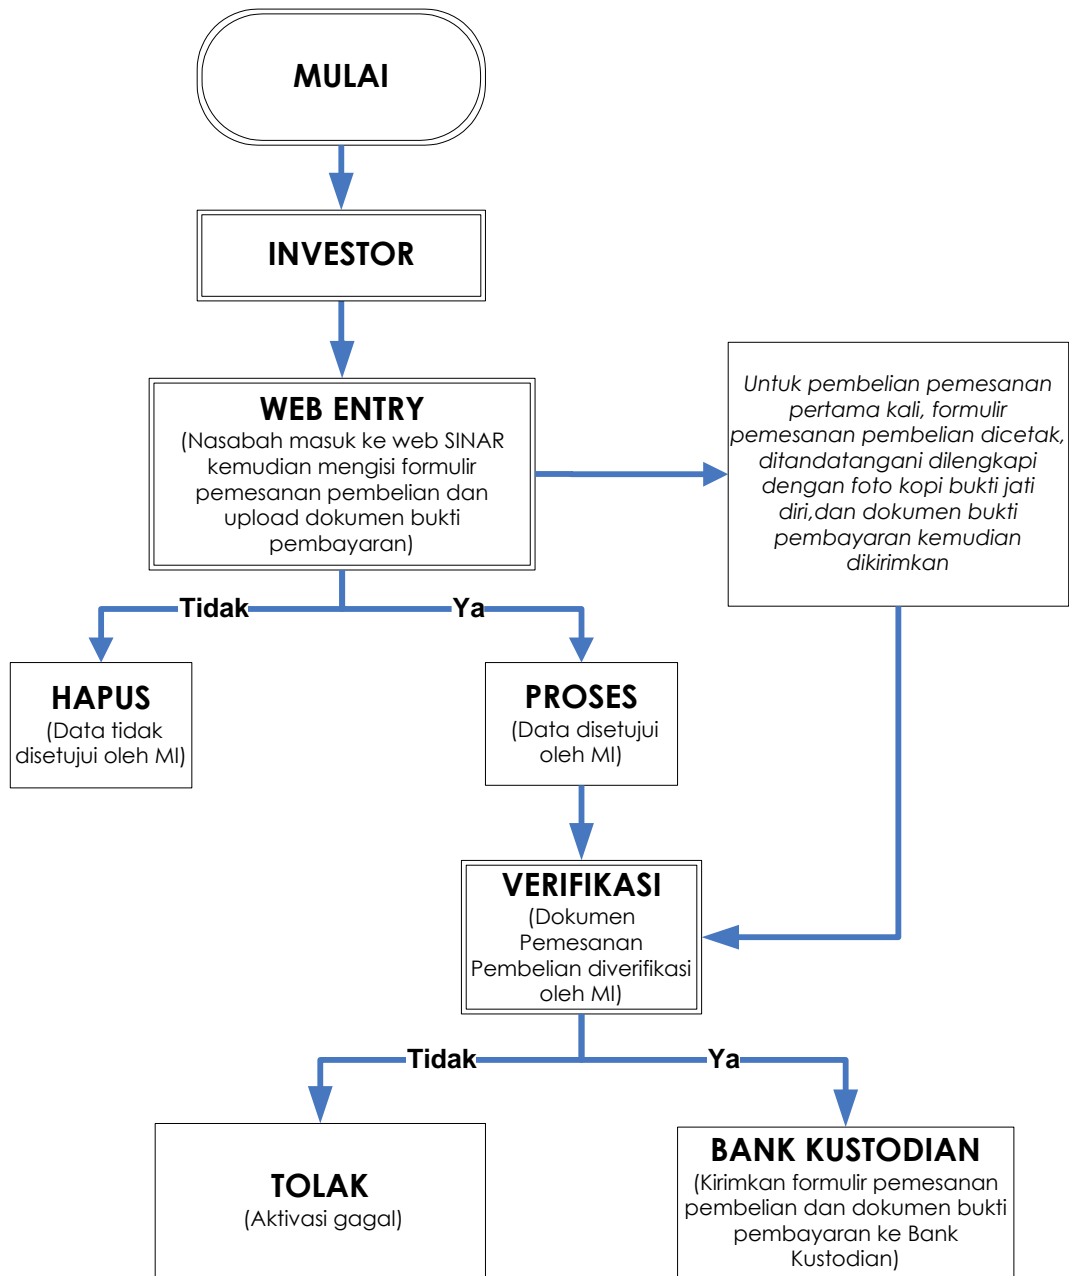 MULAI
INVESTOR
WEB ENTRY
(Nasabah masuk ke web SINAR
kemudian mengisi formulir
pemesanan pembelian dan
upload dokumen bukti
pembayaran)
Untuk pembelian pemesanan
pertama kali, formulir
pemesanan pembelian dicetak,
ditandatangani dilengkapi
dengan foto kopi bukti jati
diri,dan dokumen bukti
pembayaran kemudian
dikirimkan
Tidak
Ya
HAPUS
(Data tidak
disetujui oleh MI)
PROSES
(Data disetujui
oleh MI)
VERIFIKASI
(Dokumen
Pemesanan
Pembelian diverifikasi
oleh MI)
Tidak
Ya
TOLAK
(Aktivasi gagal)
BANK KUSTODIAN
(Kirimkan formulir pemesanan
pembelian dan dokumen bukti
pembayaran ke Bank
Kustodian)